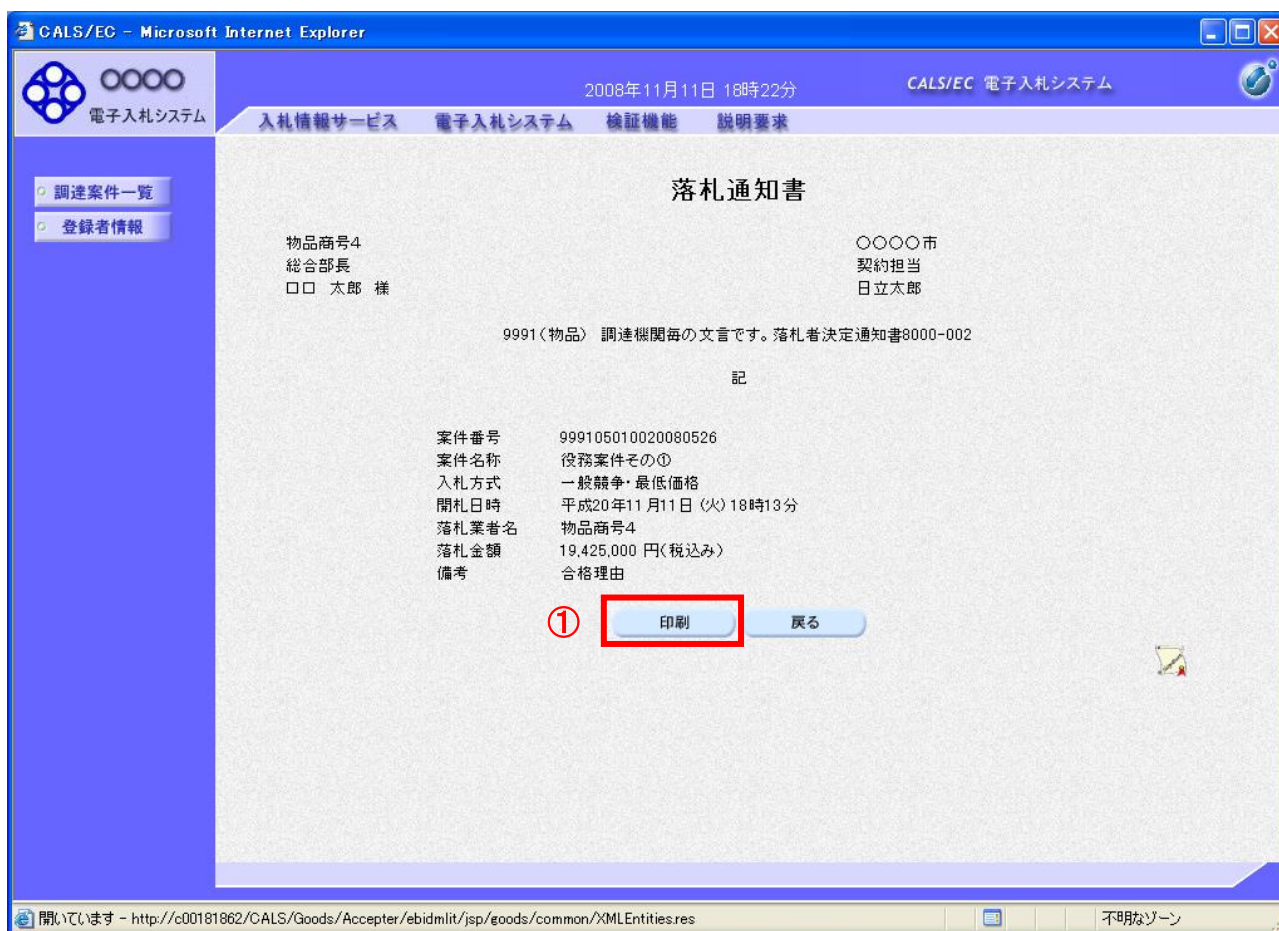 CALS/EC - Microsoft Internet Explorer
○○○○
電子入札システム
2008年11月11日 18時22分
CALS/EC 電子入札システム
入札情報サービス 電子入札システム 検証機能 説明要求
調達案件一覧
登録者情報
落札通知書
物品商号4
総合部長
口口 太郎 様
○○○○市
契約担当
日立太郎
9991(物品) 調達機関毎の文言です。落札者決定通知書8000-002
記
案件番号 999105010020080526
案件名称 役務案件その①
入札方式 一般競争・最低価格
開札日時 平成20年11月11日 (火) 18時13分
落札業者名 物品商号4
落札金額 19,425,000 円(税込み)
備考 合格理由
① 印刷 戻る
開いています - http://c00181862/CALS/Goods/Accepter/ebidmlit/jsp/goods/common/XMLEntities.res
不明なゾーン